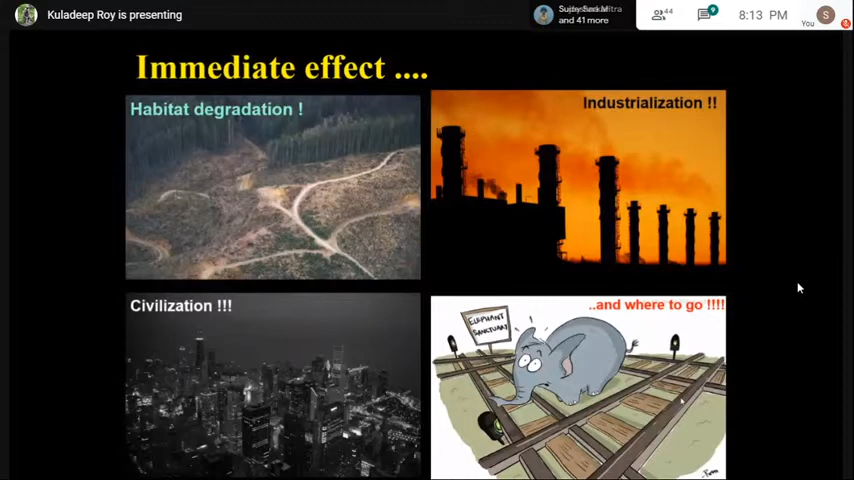 Kuladeep Roy is presenting
and 41 more
44
9
8:13 PM
You
S
Immediate effect ....
Habitat degradation !
Industrialization !!
Civilization !!!
..and where to go !!!!
ELEPHANT
SANCTUARY